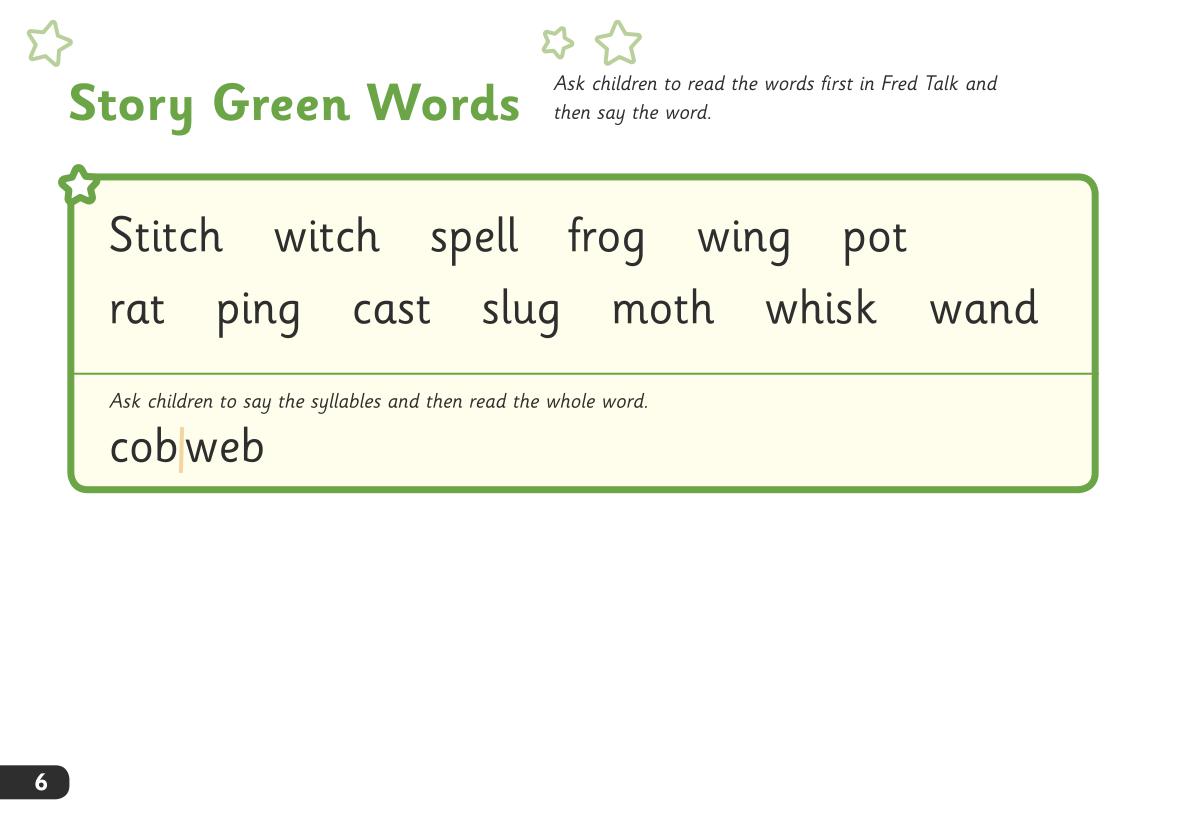 Story Green Words
Ask children to read the words first in Fred Talk and
then say the word.
Stitch witch spell frog wing pot
rat ping cast slug moth whisk wand
Ask children to say the syllables and then read the whole word.
cob|web
6